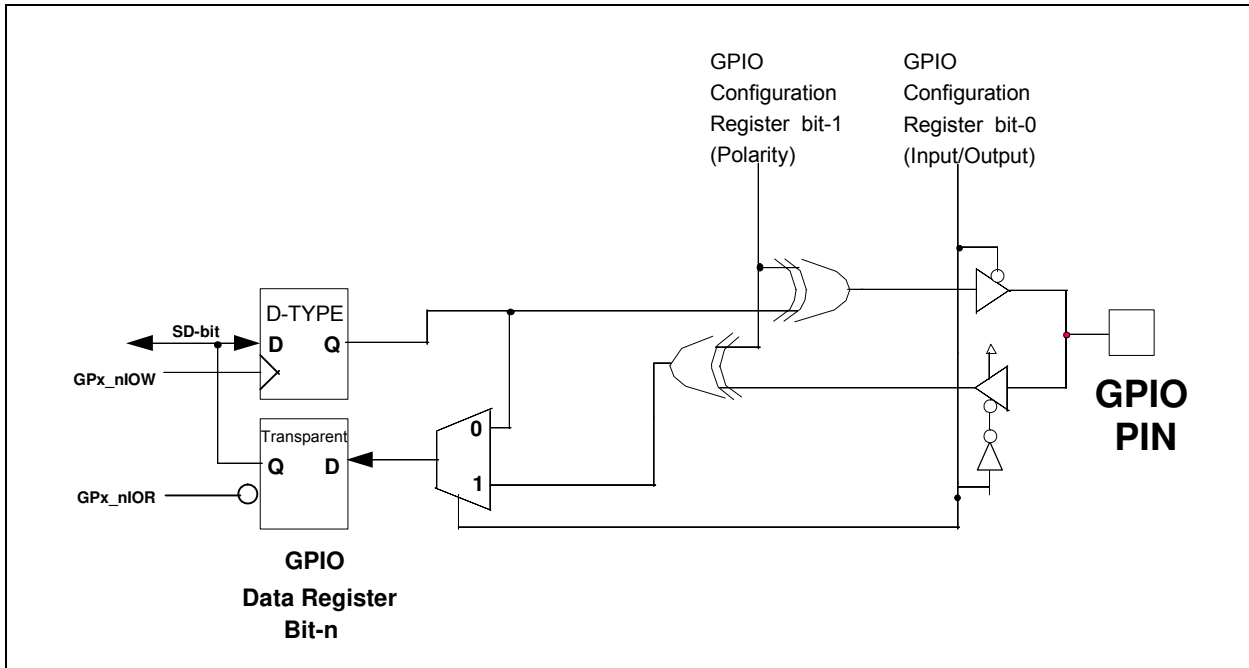 GPIO
Configuration
Register bit-1
(Polarity)
GPIO
Configuration
Register bit-0
(Input/Output)
D-TYPE
SD-bit
D Q
GPx_nIOW
Transparent
Q D
GPx_nIOR
0
1
GPIO
PIN
GPIO
Data Register
Bit-n